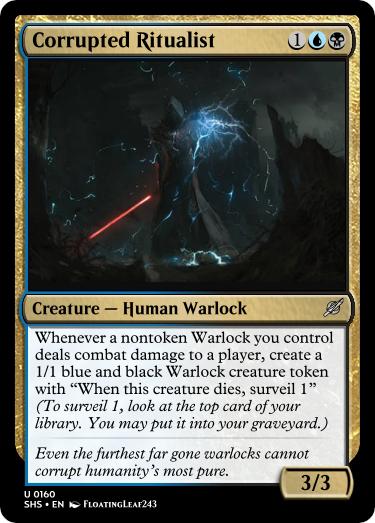 Corrupted Ritualist 1
Creature — Human Warlock
Whenever a nontoken Warlock you control
deals combat damage to a player, create a
1/1 blue and black Warlock creature token
with “When this creature dies, surveil 1”
(To surveil 1, look at the top card of your
library. You may put it into your graveyard.)
Even the furthest far gone warlocks cannot
corrupt humanity’s most pure.
3/3
U 0160
SHS • EN FloatingLeaf243